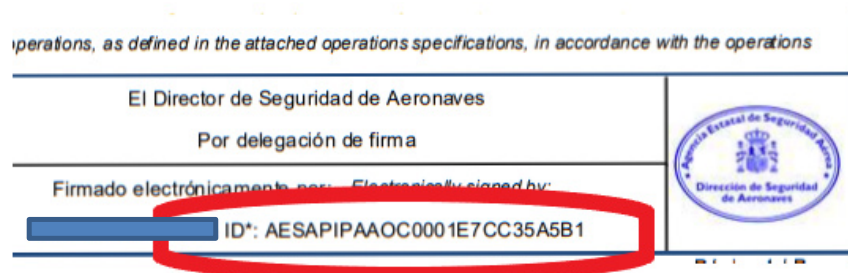 operations, as defined in the attached operations specifications, in accordance with the operations
El Director de Seguridad de Aeronaves
Por delegación de firma
Firmado electrónicamente por: Electronically signed by:
ID*: AESAPIPAAOC0001E7CC35A5B1
Agencia Estatal de Seguridad Aérea
Dirección de Seguridad
de Aeronaves